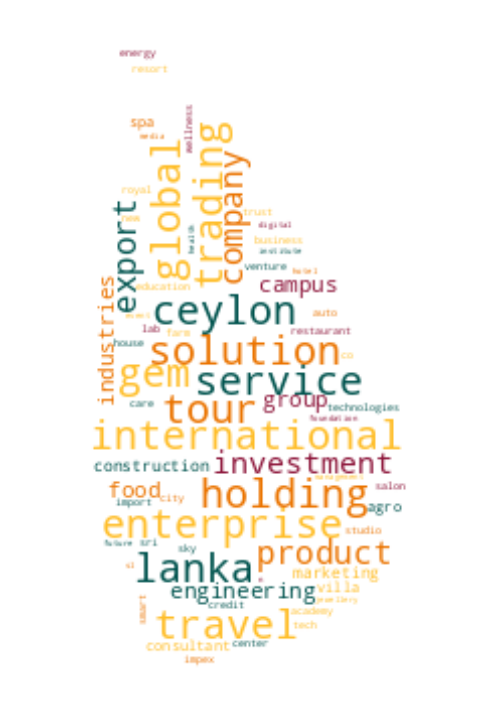 energy
resort
wellness
spa
media
global
trading
company
royal
new
export
trust
digital
business
health
institute
venture
hotel
education
campus
industries
ceylon
auto
lab
farm
restaurant
house
solution
co
gem
service
care
tour
group
technologies
foundation
international
construction
investment
management
food
city
holding
salon
import
agro
enterprise
studio
future
sri
sky
product
lanka
marketing
engineering
villa
smart
credit
jewellery
academy
travel
tech
consultant
center
impex